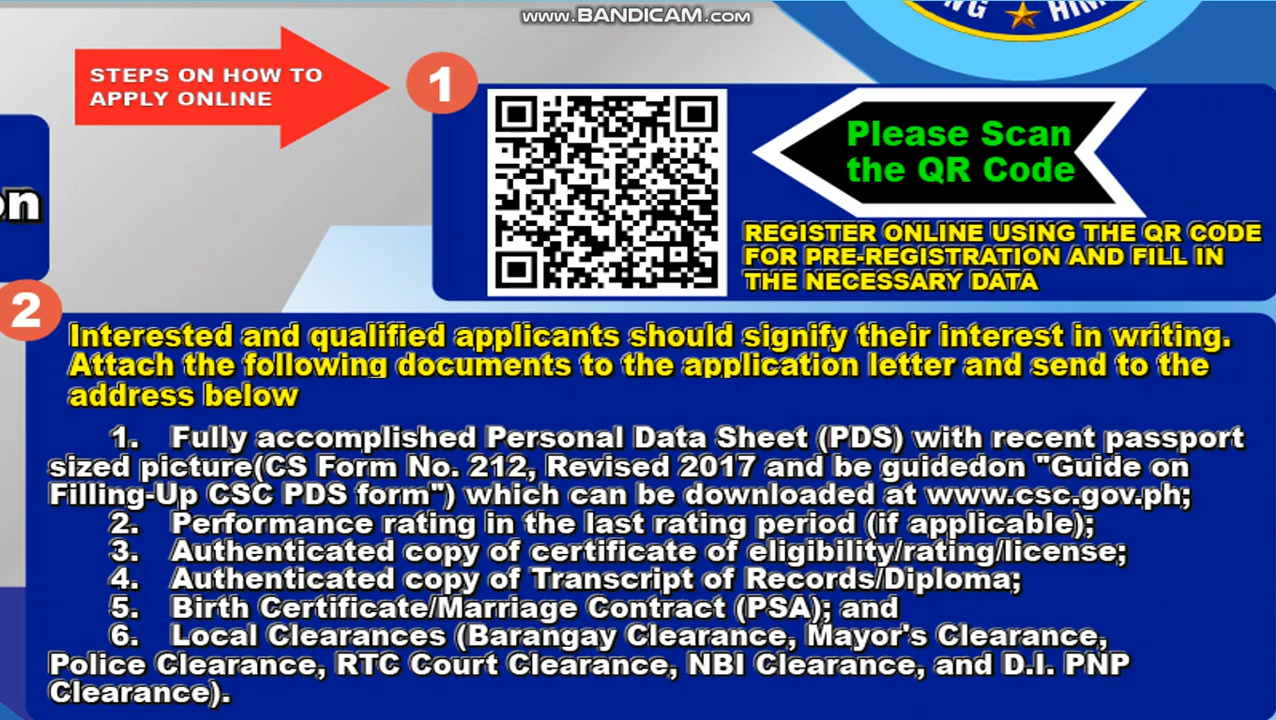 www.BANDICAM.com
NG
HIM
STEPS ON HOW TO
APPLY ONLINE
1
Please Scan
the QR Code
REGISTER ONLINE USING THE QR CODE
FOR PRE-REGISTRATION AND FILL IN
THE NECESSARY DATA
on
2
Interested and qualified applicants should signify their interest in writing.
Attach the following documents to the application letter and send to the
address below
1. Fully accomplished Personal Data Sheet (PDS) with recent passport
sized picture(CS Form No. 212, Revised 2017 and be guidedon "Guide on
Filling-Up CSC PDS form") which can be downloaded at www.csc.gov.ph;
2. Performance rating in the last rating period (if applicable);
3. Authenticated copy of certificate of eligibility/rating/license;
4. Authenticated copy of Transcript of Records/Diploma;
5. Birth Certificate/Marriage Contract (PSA); and
6. Local Clearances (Barangay Clearance, Mayor's Clearance,
Police Clearance, RTC Court Clearance, NBI Clearance, and D.I. PNP
Clearance).